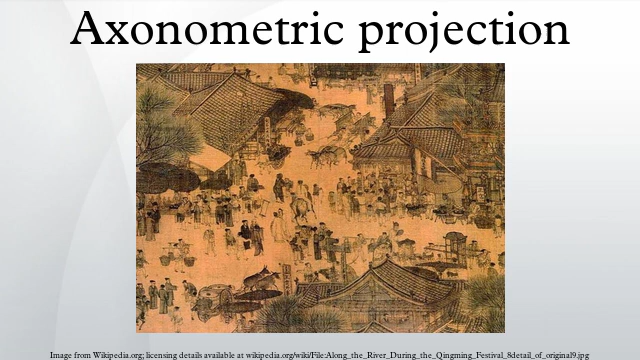 Axonometric projection
Image from Wikipedia.org; licensing details available at wikipedia.org/wiki/File:Along_the_River_During_the_Qingming_Festival_8detail_of_original9.jpg